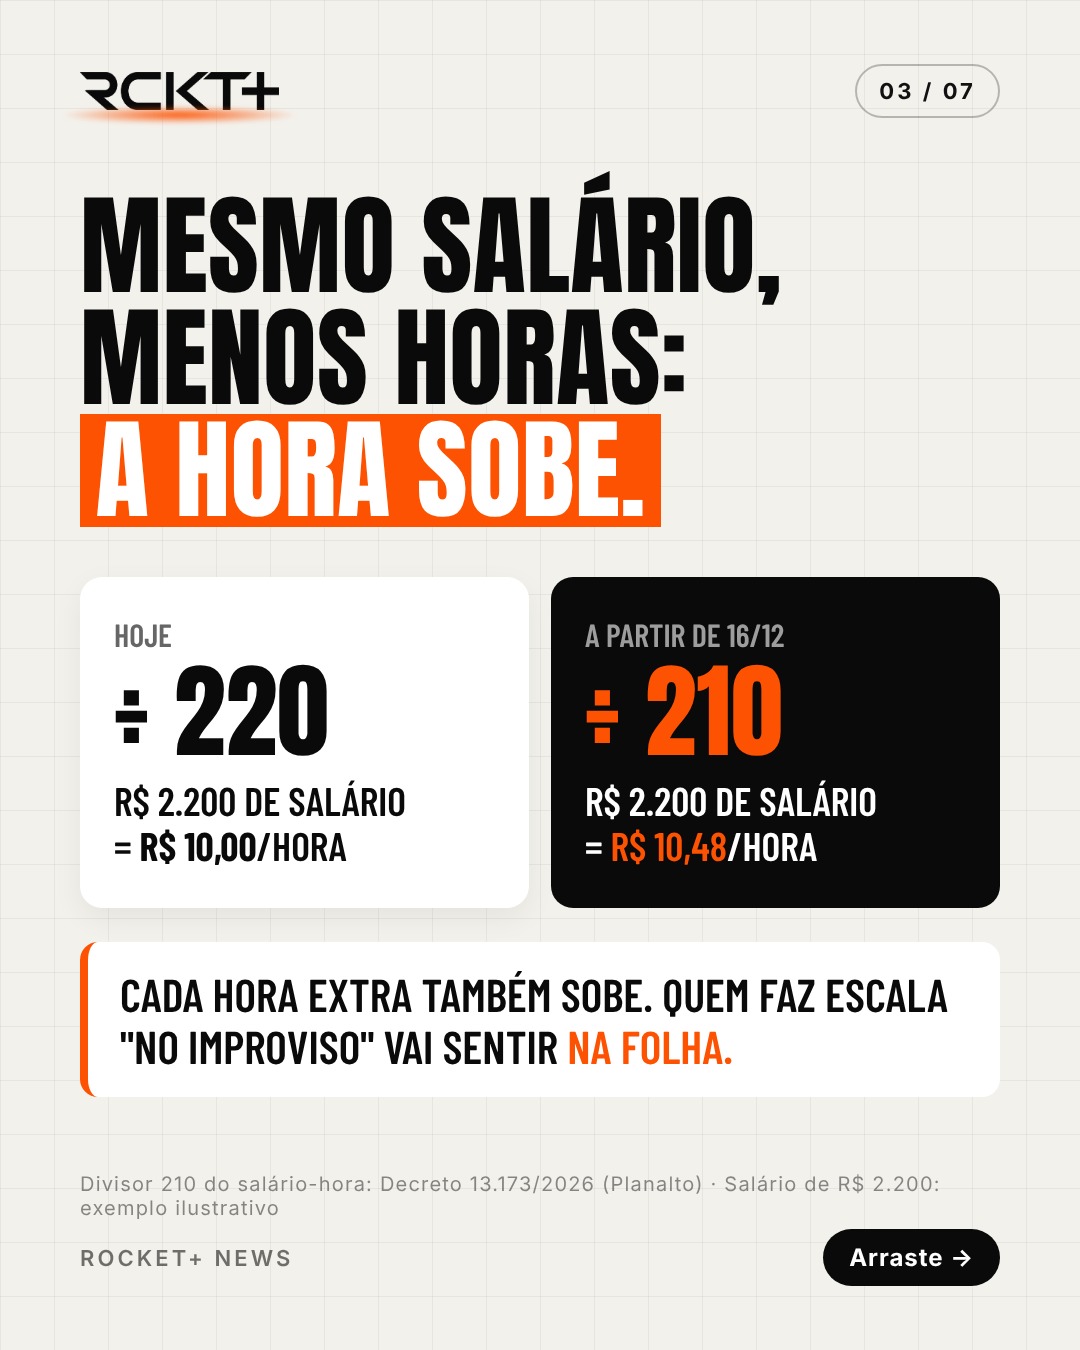 RCKT+
03 / 07
MESMO SALÁRIO,
MENOS HORAS:
A HORA SOBE.
HOJE
÷ 220
R$ 2.200 DE SALÁRIO
= R$ 10,00/HORA
A PARTIR DE 16/12
÷ 210
R$ 2.200 DE SALÁRIO
= R$ 10,48/HORA
CADA HORA EXTRA TAMBÉM SOBE. QUEM FAZ ESCALA
"NO IMPROVISO" VAI SENTIR NA FOLHA.
Divisor 210 do salário-hora: Decreto 13.173/2026 (Planalto) · Salário de R$ 2.200:
exemplo ilustrativo
ROCKET+ NEWS
Arraste →